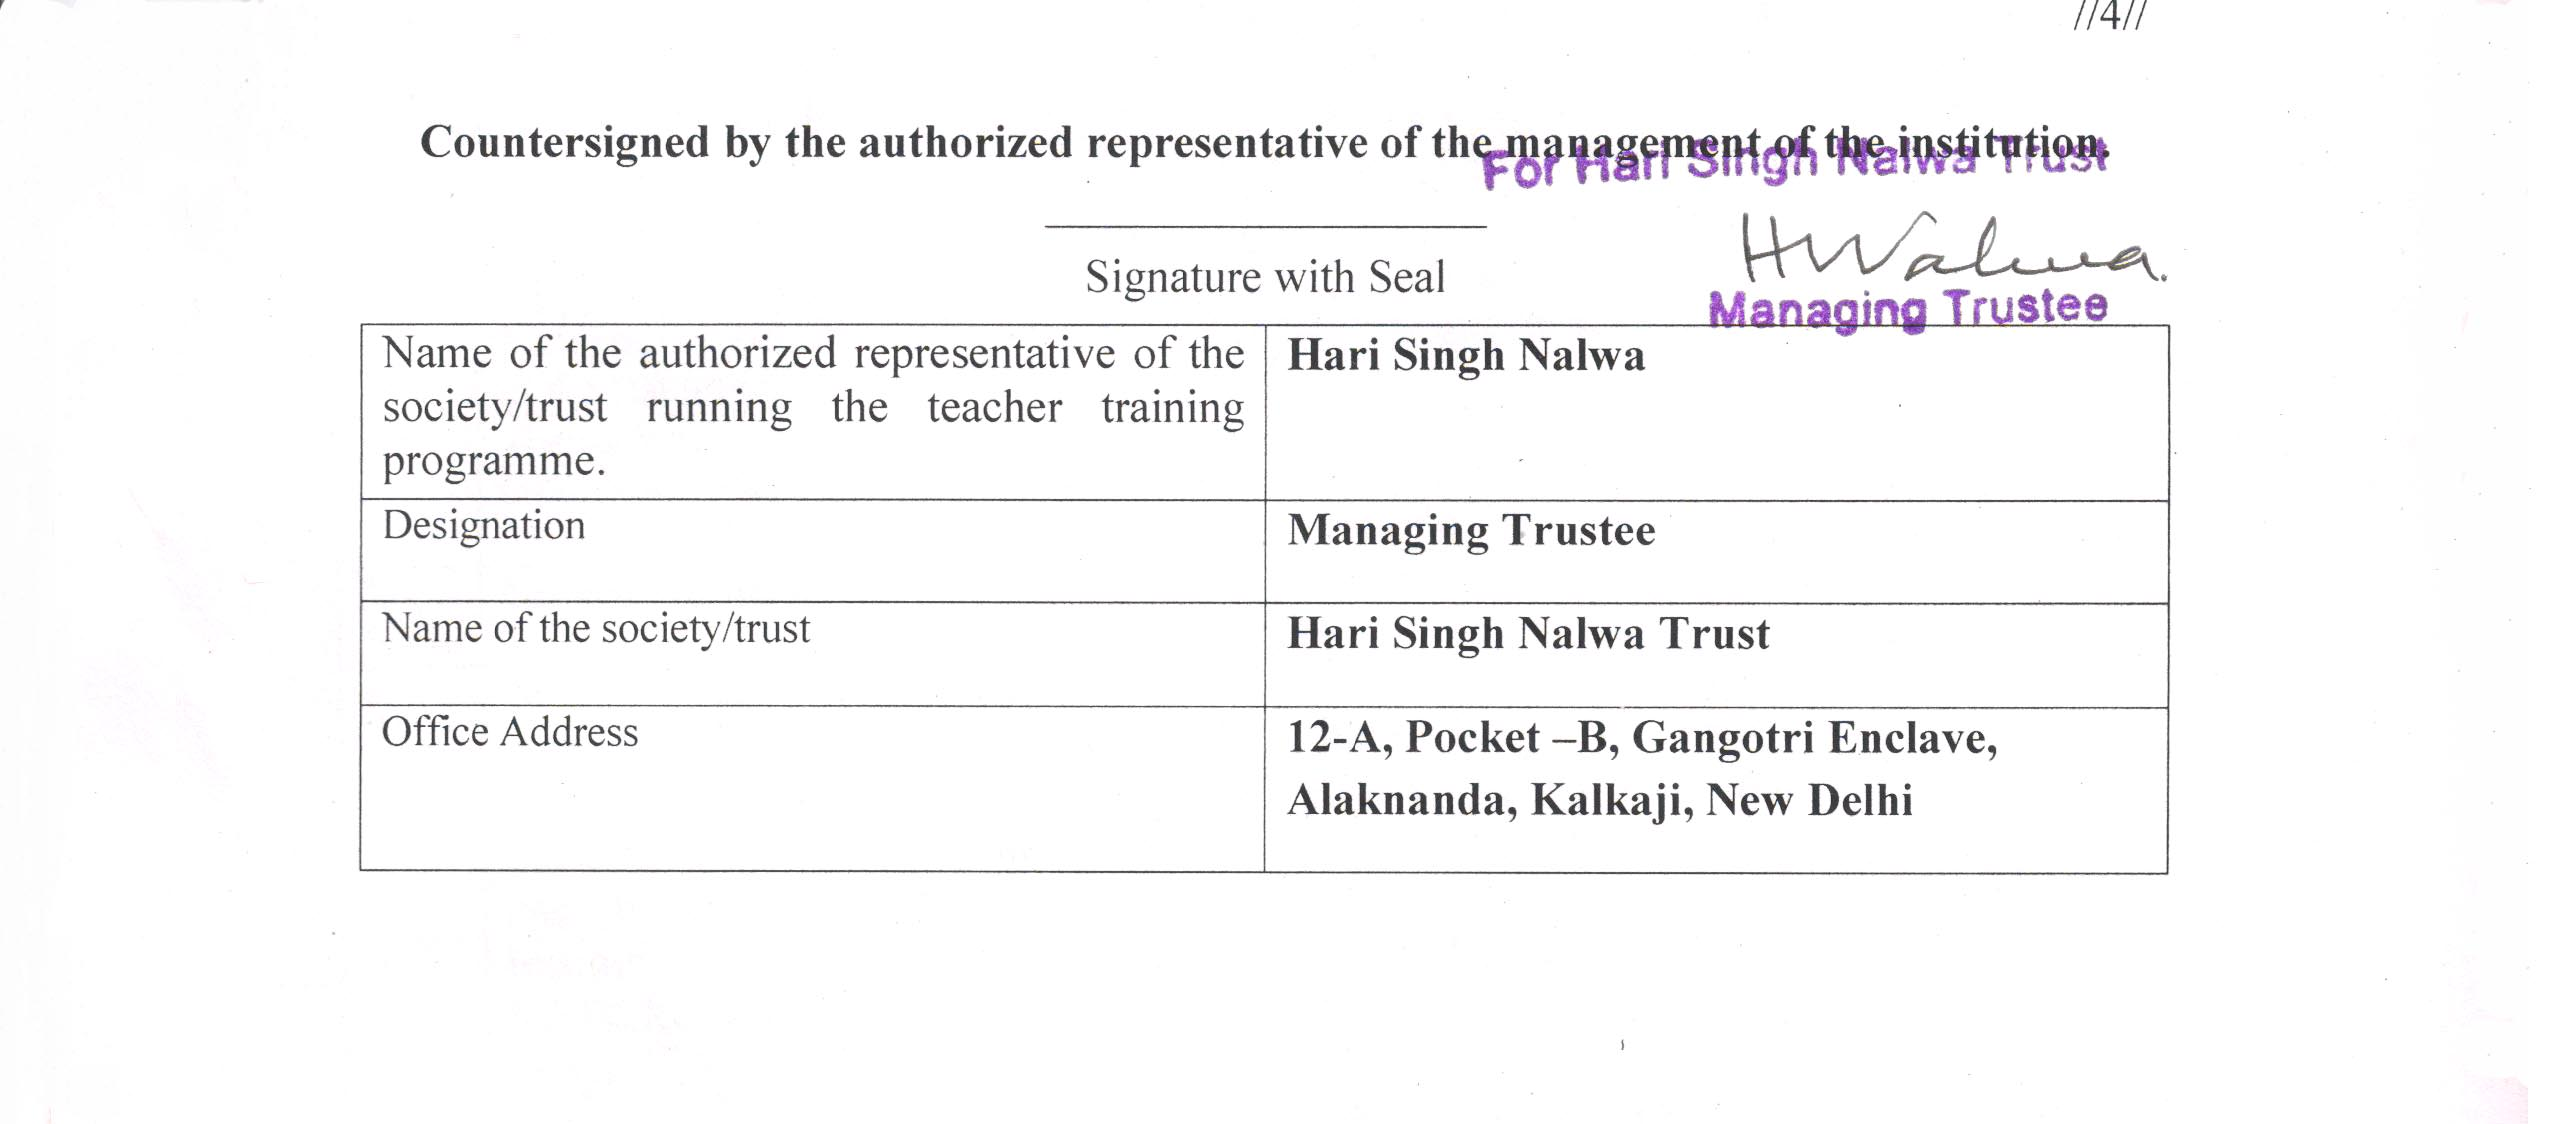 //4//
Countersigned by the authorized representative of the management of the institution.
For Hari Singh Nalwa Trust
HNalwa.
Signature with Seal
Managing Trustee
Name of the authorized representative of the
society/trust running the teacher training
programme.
Hari Singh Nalwa
Designation
Managing Trustee
Name of the society/trust
Hari Singh Nalwa Trust
Office Address
12-A, Pocket –B, Gangotri Enclave,
Alaknanda, Kalkaji, New Delhi